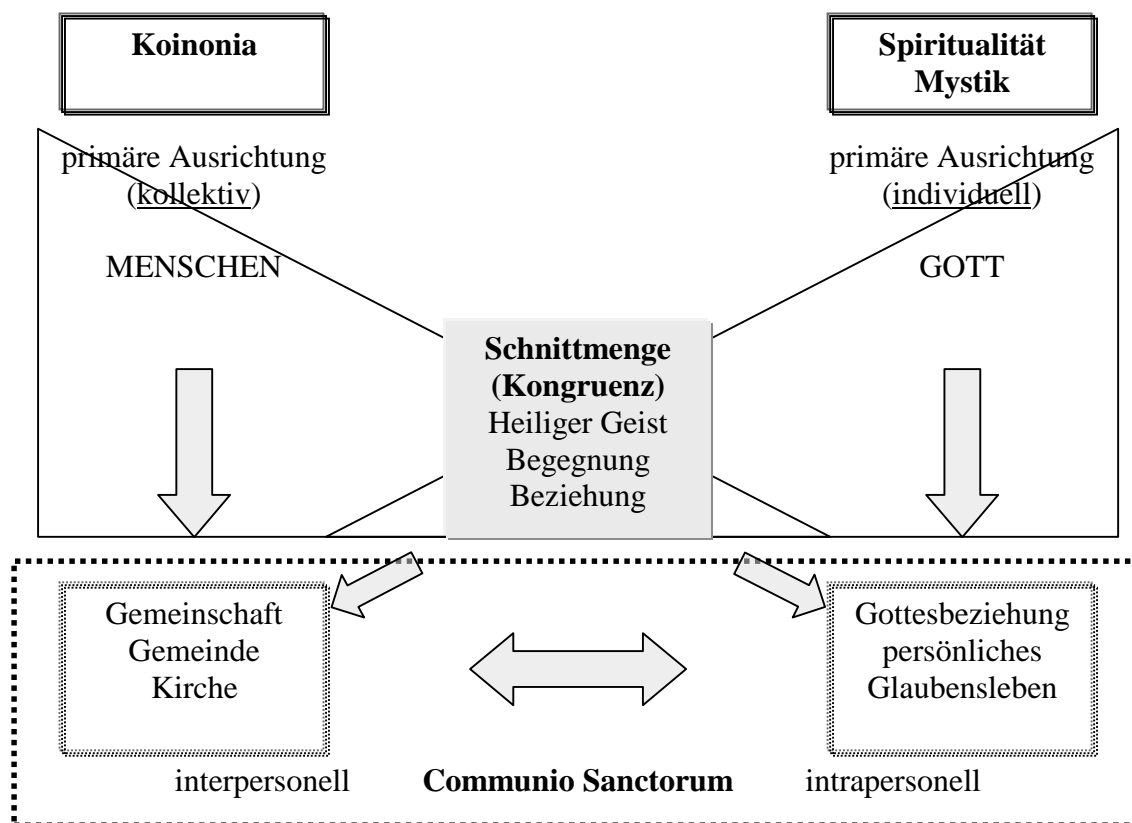 Koinonia
Spiritualität
Mystik
primäre Ausrichtung
(kollektiv)
MENSCHEN
primäre Ausrichtung
(individuell)
GOTT
Schnittmenge
(Kongruenz)
Heiliger Geist
Begegnung
Beziehung
Gemeinschaft
Gemeinde
Kirche
Gottesbeziehung
persönliches
Glaubensleben
interpersonell
Communio Sanctorum
intrapersonell